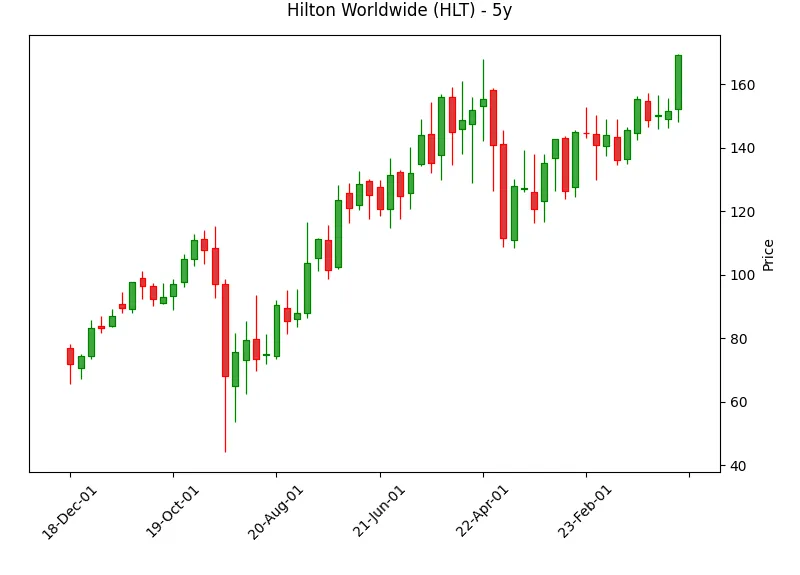 Hilton Worldwide (HLT) - 5y
160
140
120
100
80
60
40
Price
18-Dec-01
19-Oct-01
20-Aug-01
21-Jun-01
22-Apr-01
23-Feb-01